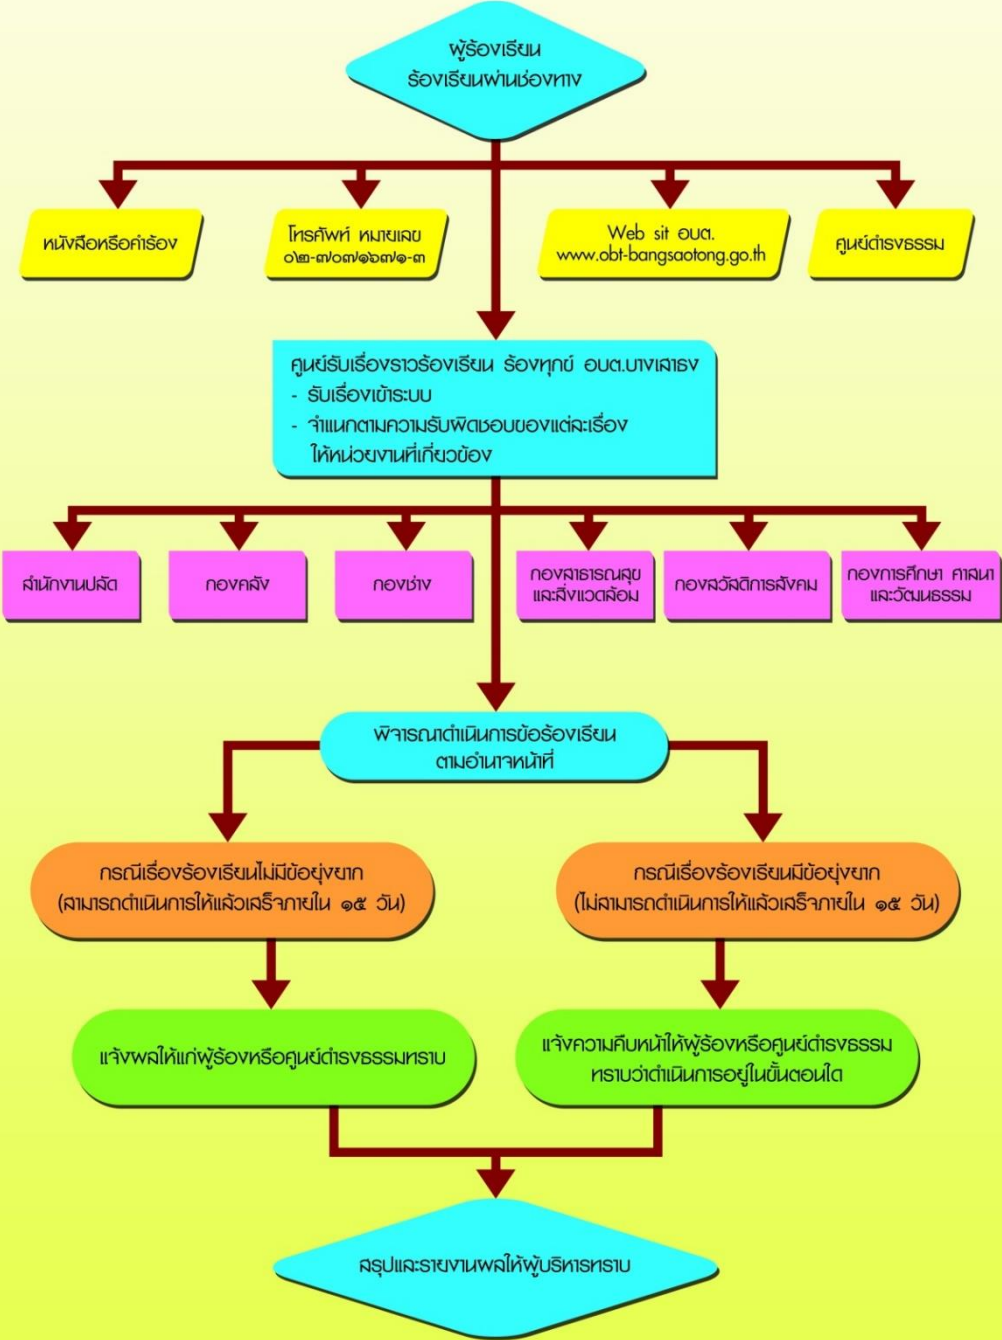 ผู้ร้องเรียน
ร้องเรียนผ่านช่องทาง
หนังสือหรือคำร้อง
โทรศัพท์ หมายเลข
๐๒-๗๐๗๑๖๗๑-๓
Web sit อบต.
www.obt-bangsaotong.go.th
ศูนย์ดำรงธรรม
ศูนย์รับเรื่องราวร้องเรียน ร้องทุกข์ อบต.บางเสาธง
- รับเรื่องเข้าระบบ
- จำแนกตามความรับผิดชอบของแต่ละเรื่อง
ให้หน่วยงานที่เกี่ยวข้อง
สำนักงานปลัด
กองคลัง
กองช่าง
กองสาธารณสุข
และสิ่งแวดล้อม
กองสวัสดิการสังคม
กองการศึกษา ศาสนา
และวัฒนธรรม
พิจารณาดำเนินการข้อร้องเรียน
ตามอำนาจหน้าที่
กรณีเรื่องร้องเรียนไม่มีข้อยุ่งยาก
(สามารถดำเนินการให้แล้วเสร็จภายใน ๑๕ วัน)
กรณีเรื่องร้องเรียนมีข้อยุ่งยาก
(ไม่สามารถดำเนินการให้แล้วเสร็จภายใน ๑๕ วัน)
แจ้งผลให้แก่ผู้ร้องหรือศูนย์ดำรงธรรมทราบ
แจ้งความคืบหน้าให้ผู้ร้องหรือศูนย์ดำรงธรรม
ทราบว่าดำเนินการอยู่ในขั้นตอนใด
สรุปและรายงานผลให้ผู้บริหารทราบ